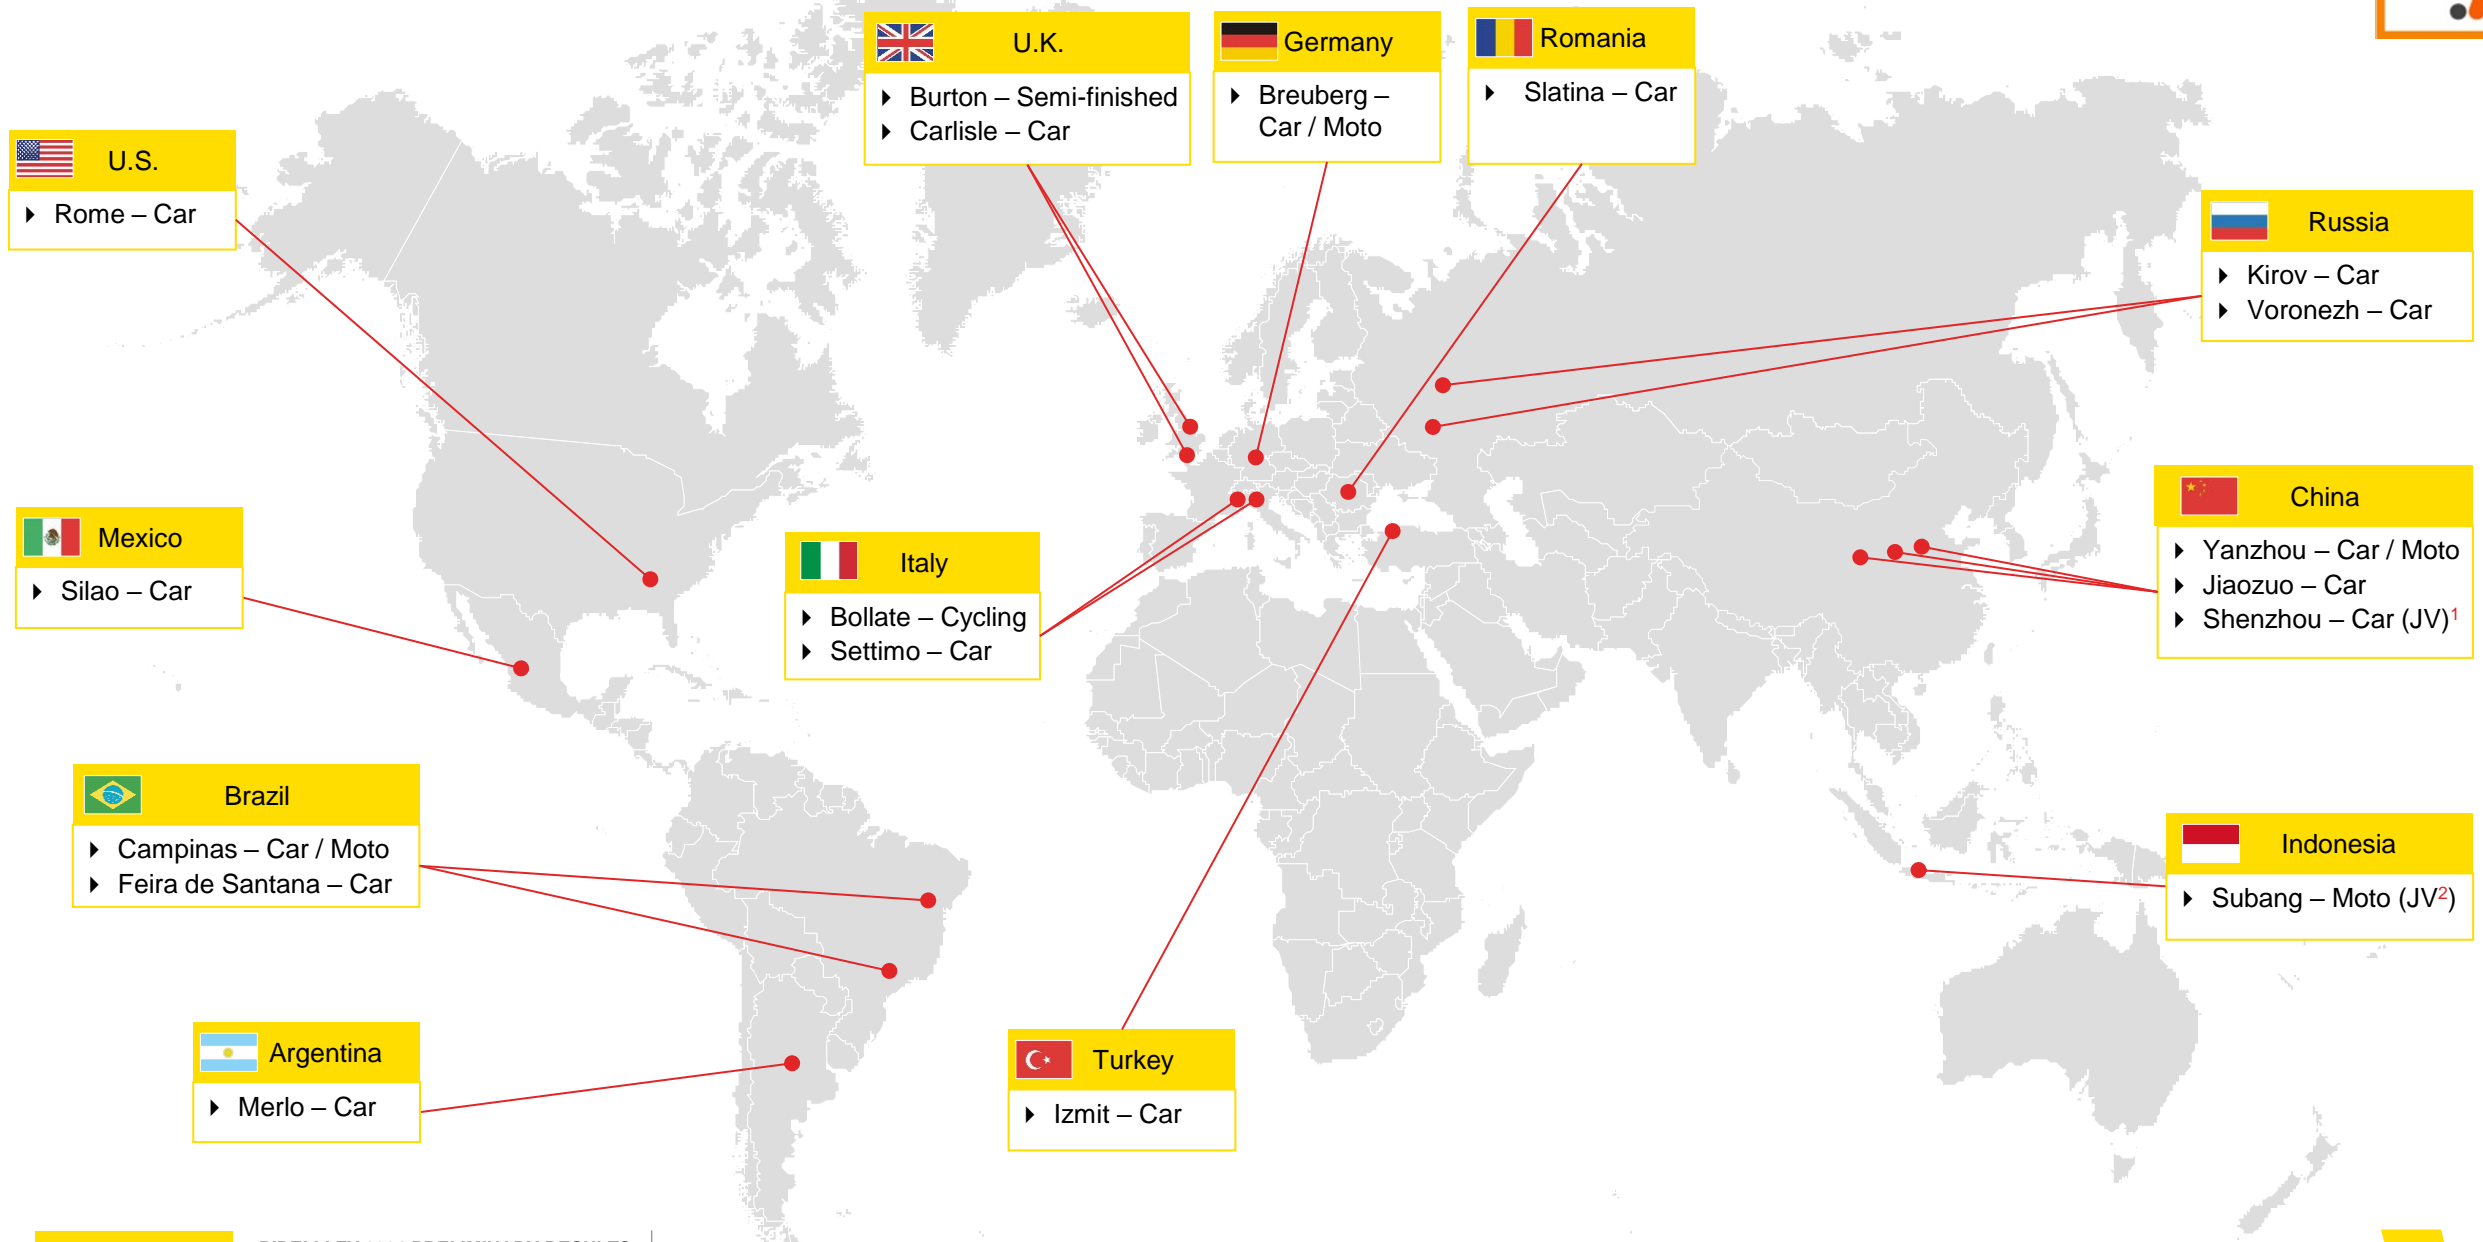 U.K.
Burton – Semi-finished
Carlisle – Car
Germany
Breuberg –
Car / Moto
Romania
Slatina – Car
U.S.
Rome – Car
Russia
Kirov – Car
Voronezh – Car
Mexico
Silao – Car
Italy
Bollate – Cycling
Settimo – Car
China
Yanzhou – Car / Moto
Jiaozuo – Car
Shenzhou – Car (JV)1
Brazil
Campinas – Car / Moto
Feira de Santana – Car
Indonesia
Subang – Moto (JV2)
Argentina
Merlo – Car
Turkey
Izmit – Car